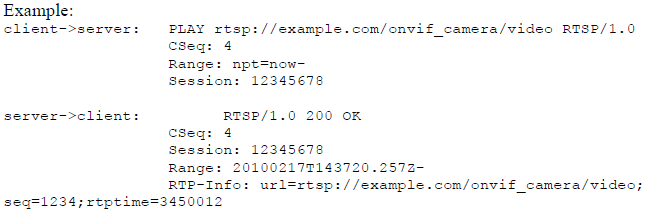 Example:
client->server: PLAY rtsp://example.com/onvif_camera/video RTSP/1.0
CSeq: 4
Range: npt=now-
Session: 12345678
server->client: RTSP/1.0 200 OK
CSeq: 4
Session: 12345678
Range: 20100217T143720.257Z-
RTP-Info: url=rtsp://example.com/onvif_camera/video;
seq=1234;rtptime=3450012